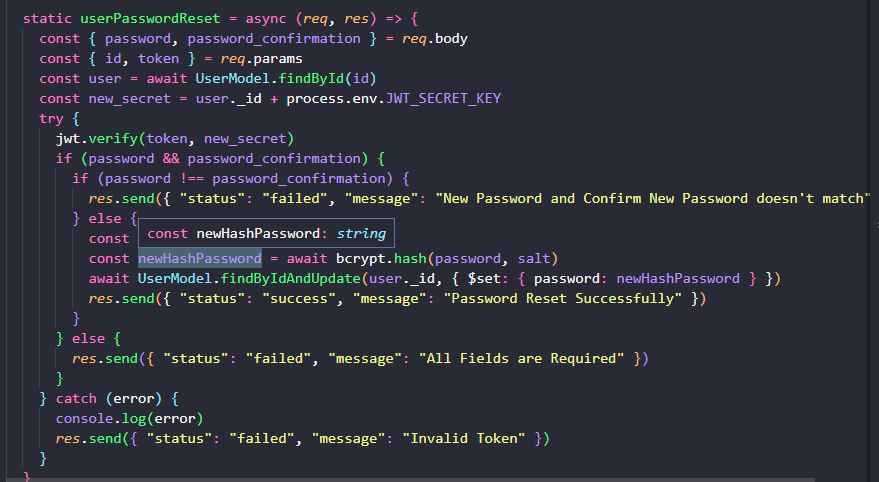 static userPasswordReset = async (req, res) => {
const { password, password_confirmation } = req.body
const { id, token } = req.params
const user = await UserModel.findById(id)
const new_secret = user._id + process.env.JWT_SECRET_KEY
try {
jwt.verify(token, new_secret)
if (password && password_confirmation) {
if (password !== password_confirmation) {
res.send({ "status": "failed", "message": "New Password and Confirm New Password doesn't match"
} else {
const newHashPassword: string
const
const newHashPassword = await bcrypt.hash(password, salt)
await UserModel.findByIdAndUpdate(user._id, { $set: { password: newHashPassword } })
res.send({ "status": "success", "message": "Password Reset Successfully" })
}
} else {
res.send({ "status": "failed", "message": "All Fields are Required" })
}
} catch (error) {
console.log(error)
res.send({ "status": "failed", "message": "Invalid Token" })
}
}